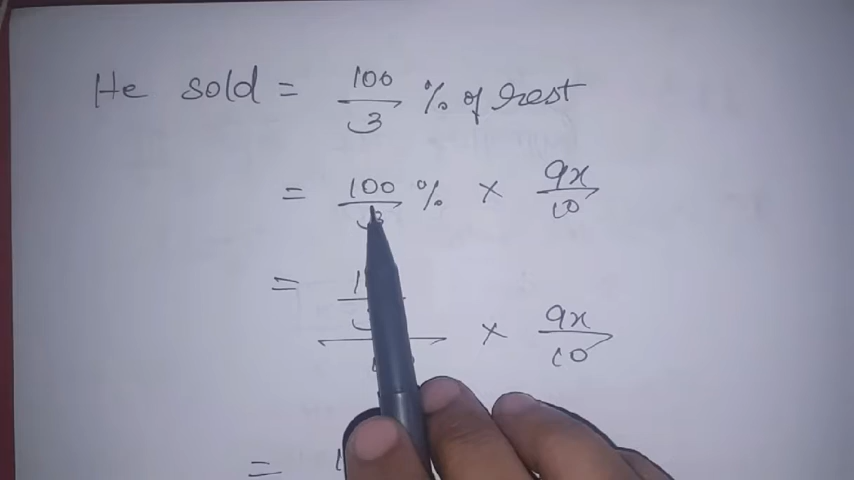 He sold = 100/3 % of rest
= 100/3 % × 9x/10
= × 9x/10
=